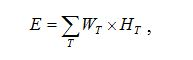 E = ∑_T W_T × H_T ,